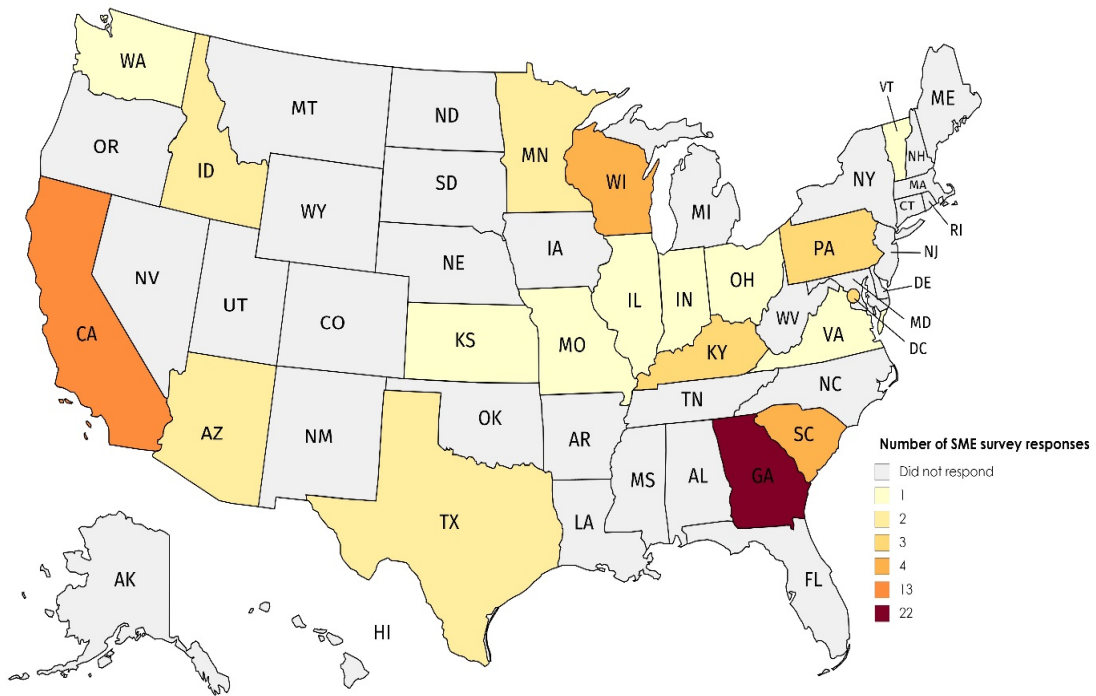 WA
MT
ND
MN
VT
ME
OR
ID
SD
WI
NH
NY
MA
CT
RI
WY
MI
IA
PA
NJ
NE
NV
UT
CO
IL
IN
OH
DE
WV
MD
CA
KS
MO
KY
VA
DC
AZ
NM
OK
AR
TN
NC
SC
MS
AL
GA
TX
LA
FL
AK
HI
Number of SME survey responses
Did not respond
1
2
3
4
13
22